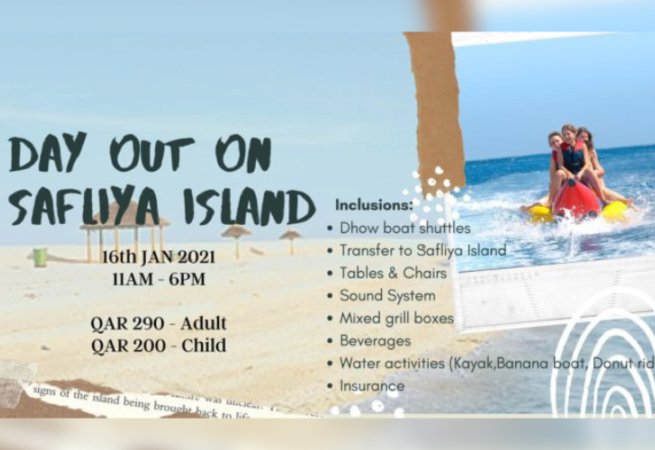 DAY OUT ON
SAFLIYA ISLAND
16th JAN 2021
11AM - 6PM
QAR 290 - Adult
QAR 200 - Child
Inclusions:
• Dhow boat shuttles
• Transfer to Safliya Island
• Tables & Chairs
• Sound System
• Mixed grill boxes
• Beverages
• Water activities (Kayak,Banana boat, Donut rid
• Insurance
was unclear.
signs of the island being brought back to life